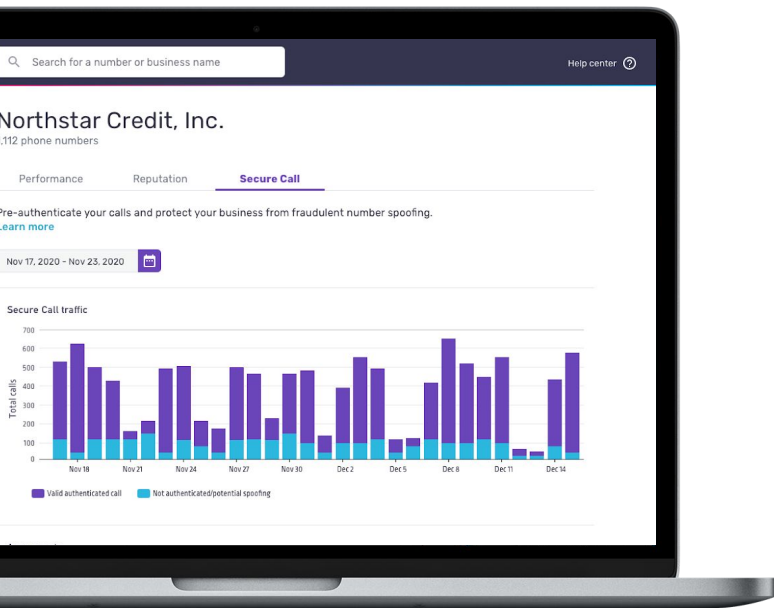 Search for a number or business name
Help center
Northstar Credit, Inc.
1,112 phone numbers
Performance
Reputation
Secure Call
Pre-authenticate your calls and protect your business from fraudulent number spoofing.
Learn more
Nov 17, 2020 - Nov 23, 2020
Secure Call traffic
Total calls
700
600
500
400
300
200
100
0
Nov 18
Nov 21
Nov 24
Nov 27
Nov 30
Dec 2
Dec 5
Dec 8
Dec 11
Dec 14
Valid authenticated call
Not authenticated/potential spoofing